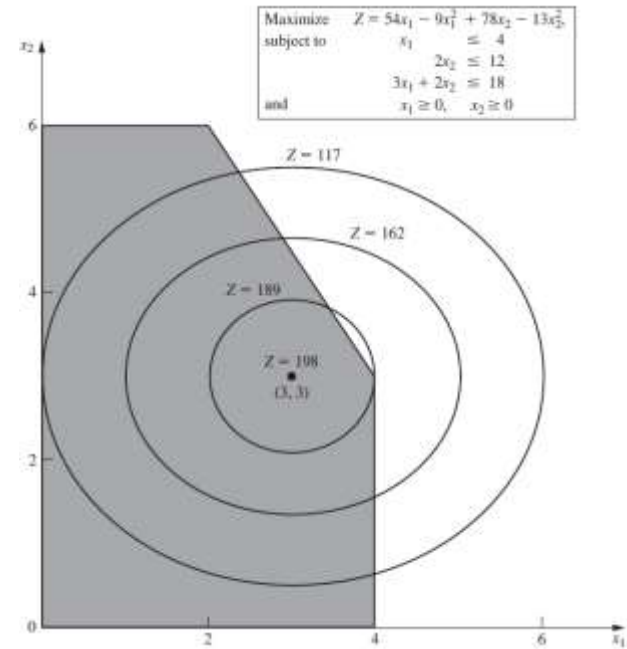 Maximize Z = 54x₁ − 9x₁² + 78x₂ − 13x₂²,
subject to x₁ ≤ 4
2x₂ ≤ 12
3x₁ + 2x₂ ≤ 18
and x₁ ≥ 0, x₂ ≥ 0
x₂
6
Z = 117
Z = 162
4
Z = 189
Z = 198
(3, 3)
2
0
2 4 6 x₁